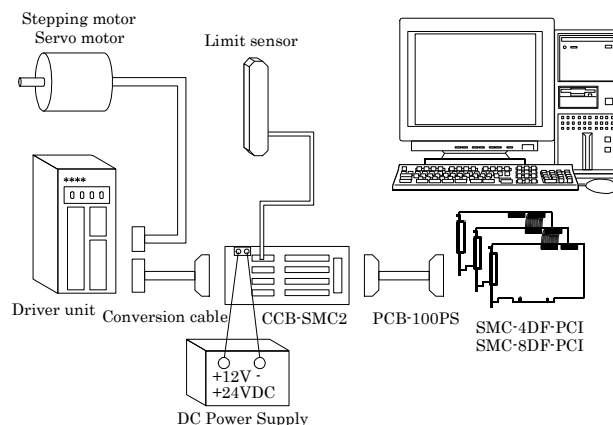 Stepping motor
Servo motor
Limit sensor
****
0 0 0 0
Driver unit
Conversion cable
CCB-SMC2
PCB-100PS
SMC-4DF-PCI
SMC-8DF-PCI
+12V -
+24VDC
DC Power Supply